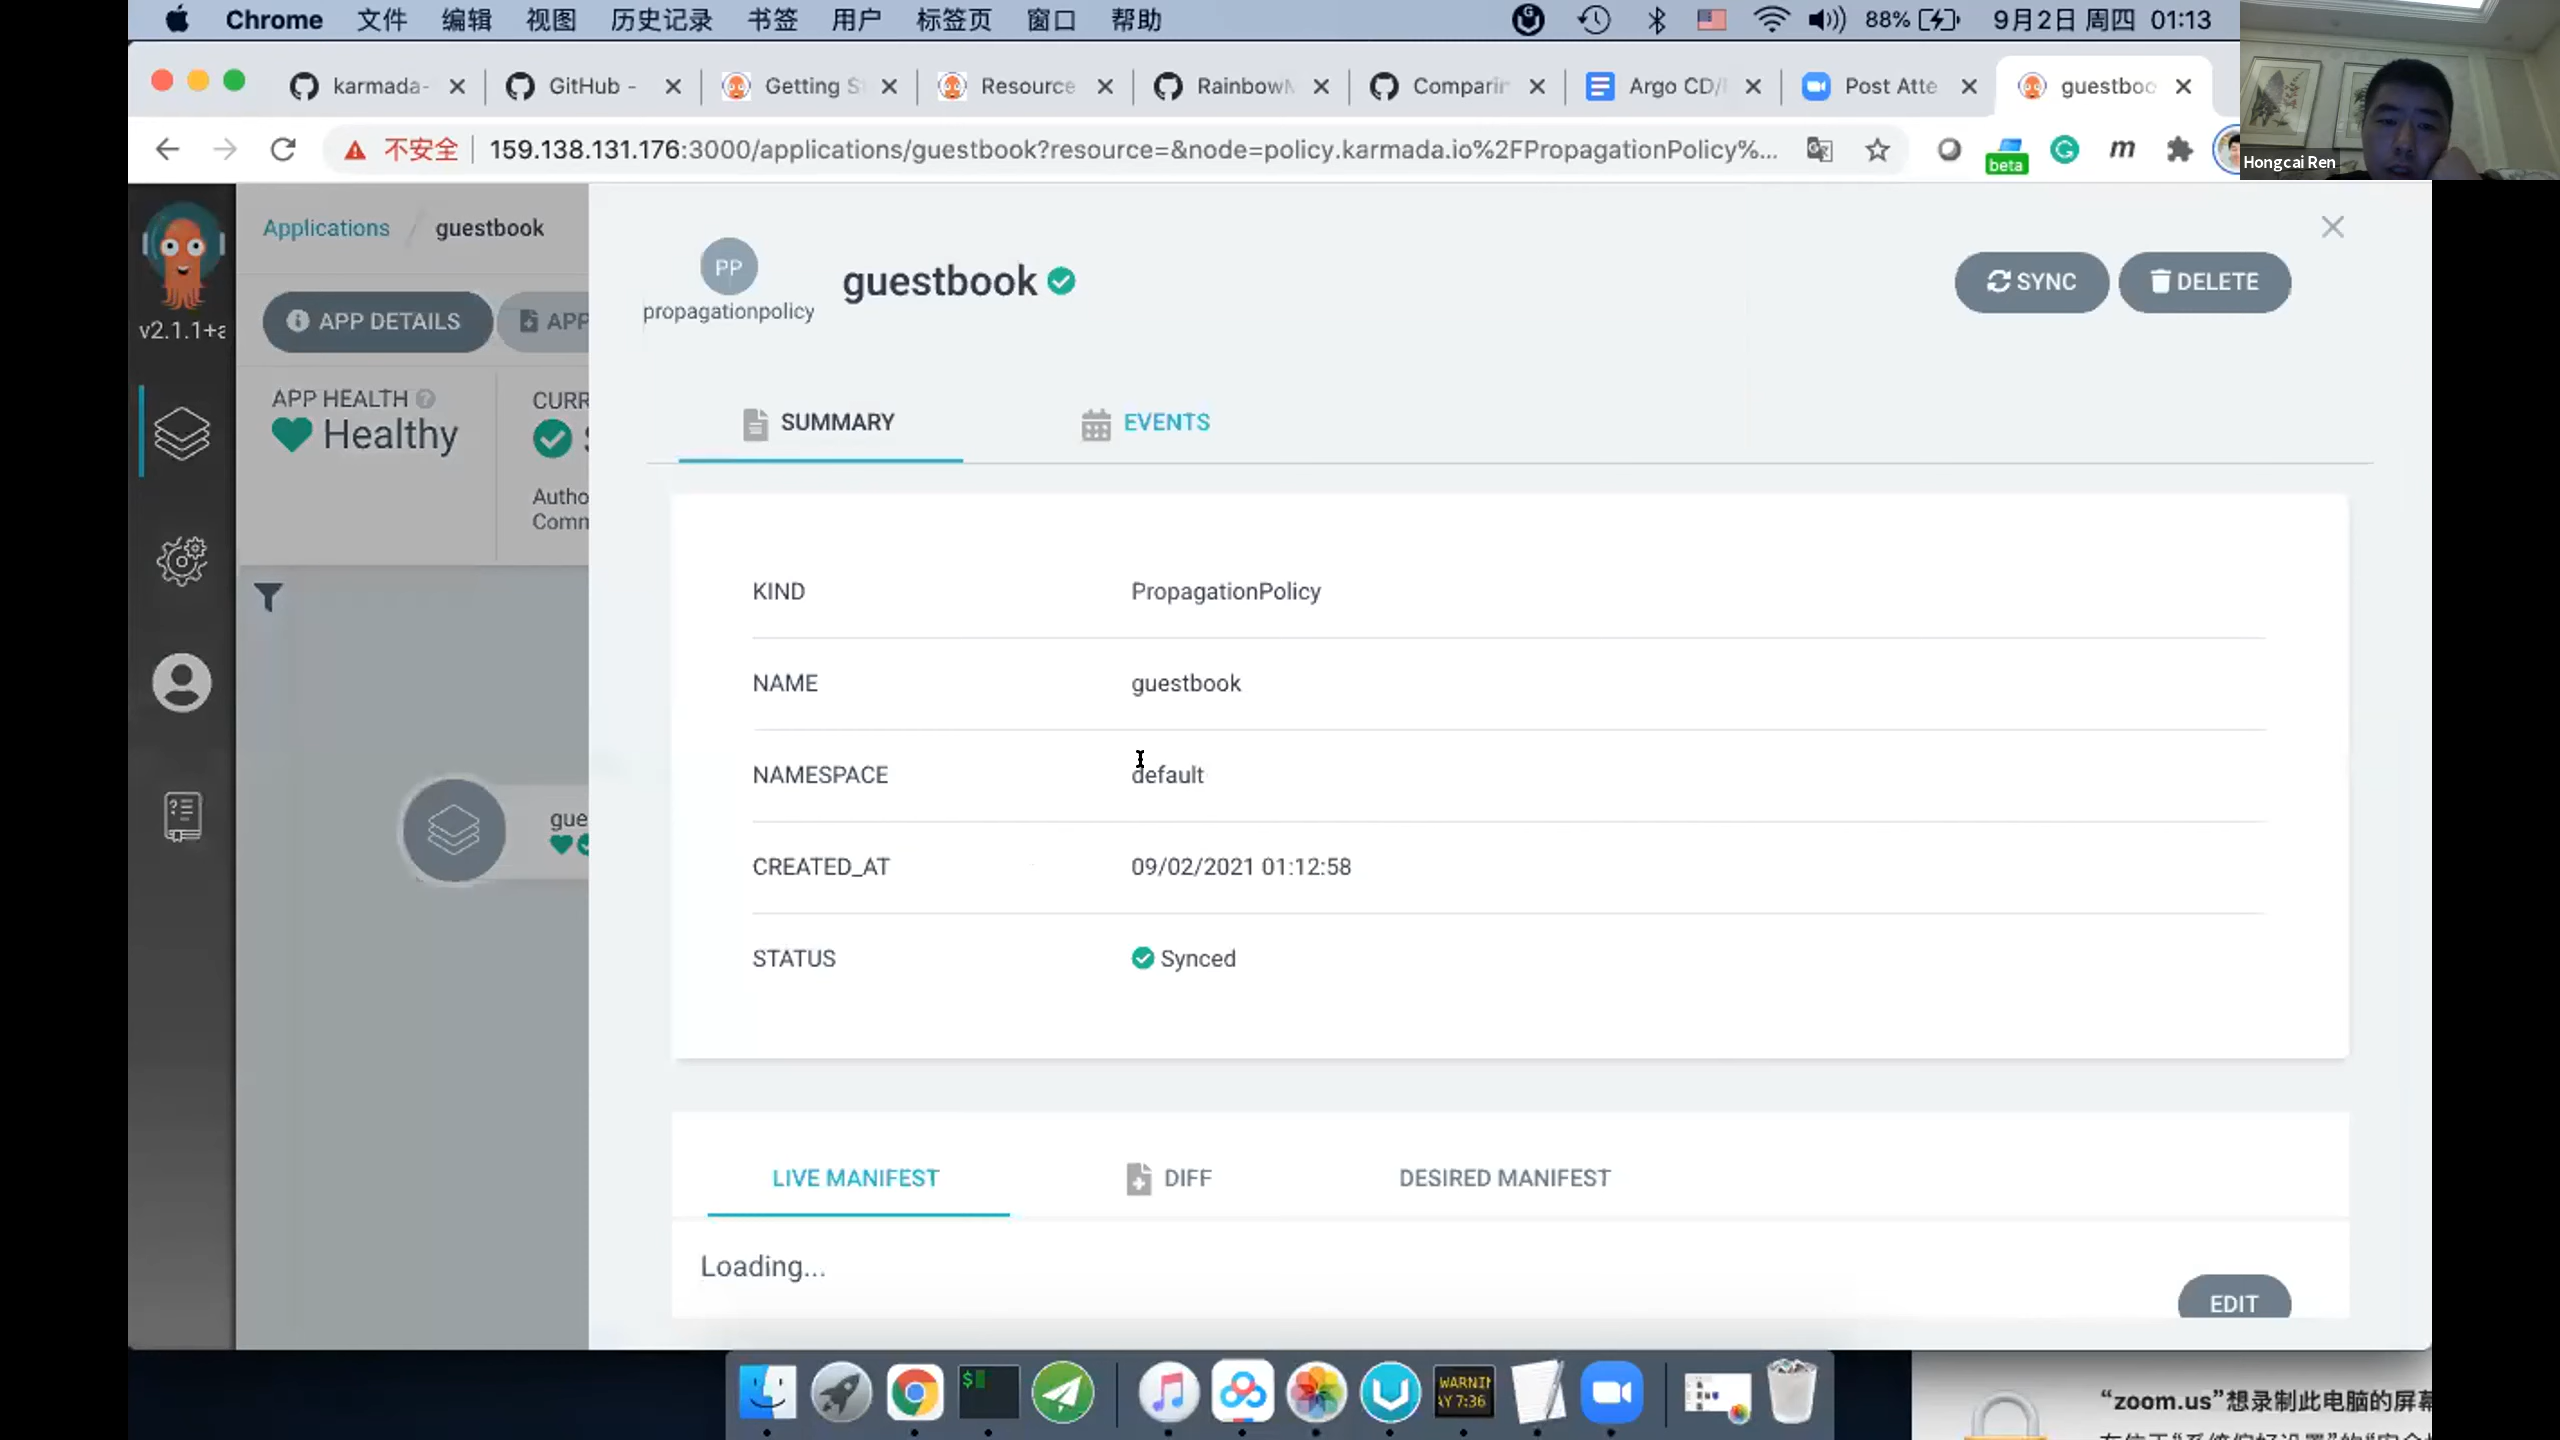 Chrome 文件 编辑 视图 历史记录 书签 用户 标签页 窗口 帮助 88% 9月2日 周四 01:13
karmada- GitHub - Getting S Resource Rainbow Comparin Argo CD/ Post Atte guestboo
不安全 159.138.131.176:3000/applications/guestbook?resource=&node=policy.karmada.io%2FPropagationPolicy%...
beta
m
Hongcai Ren
v2.1.1+a
Applications / guestbook
APP DETAILS APP
APP HEALTH
Healthy
CURR
Autho
Comm
gue
PP
propagationpolicy
guestbook
SYNC DELETE
SUMMARY EVENTS
KIND PropagationPolicy
NAME guestbook
NAMESPACE default
CREATED_AT 09/02/2021 01:12:58
STATUS Synced
LIVE MANIFEST DIFF DESIRED MANIFEST
Loading...
EDIT
$
WARNIN
AY 7:36
“zoom.us”想录制此电脑的屏幕